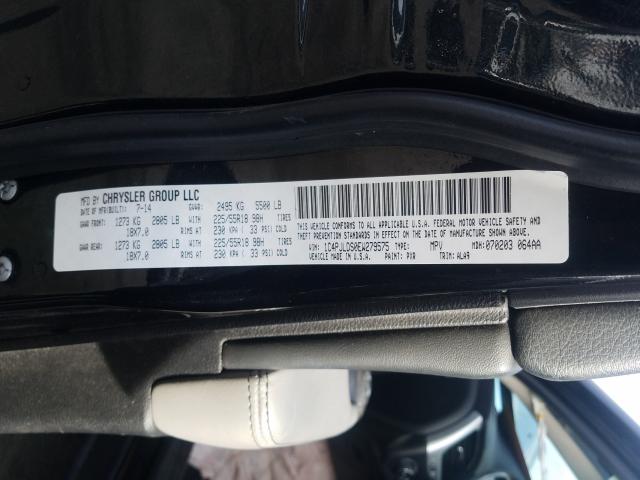 MFD BY CHRYSLER GROUP LLC
DATE OF MFR(BUILT): 7-14 GVWR: 2495 KG 5500 LB
GAWR FRONT: 1273 KG 2805 LB WITH 225/55R18 98H TIRES
18X7.0 RIMS AT 230 KPA ( 33 PSI) COLD
GAWR REAR: 1273 KG 2805 LB WITH 225/55R18 98H TIRES
18X7.0 RIMS AT 230 KPA ( 33 PSI) COLD
THIS VEHICLE CONFORMS TO ALL APPLICABLE U.S.A. FEDERAL MOTOR VEHICLE SAFETY AND
THEFT PREVENTION STANDARDS IN EFFECT ON THE DATE OF MANUFACTURE SHOWN ABOVE.
VIN: 1C4PJLDS0EW279575 TYPE: MPV MDH: 070203 064AA
VEHICLE MADE IN U.S.A. PAINT: PXR TRIM: ALA9